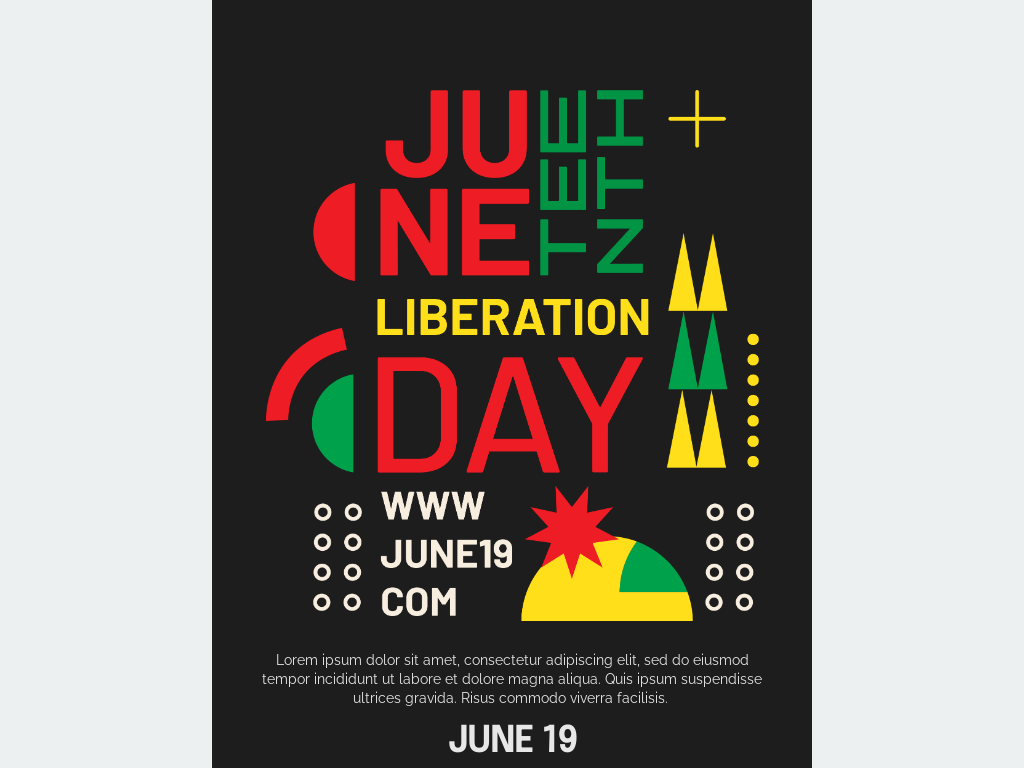 JU
NE
TEE
NTH
LIBERATION
DAY
WWW
JUNE19
COM
Lorem ipsum dolor sit amet, consectetur adipiscing elit, sed do eiusmod
tempor incididunt ut labore et dolore magna aliqua. Quis ipsum suspendisse
ultrices gravida. Risus commodo viverra facilisis.
JUNE 19